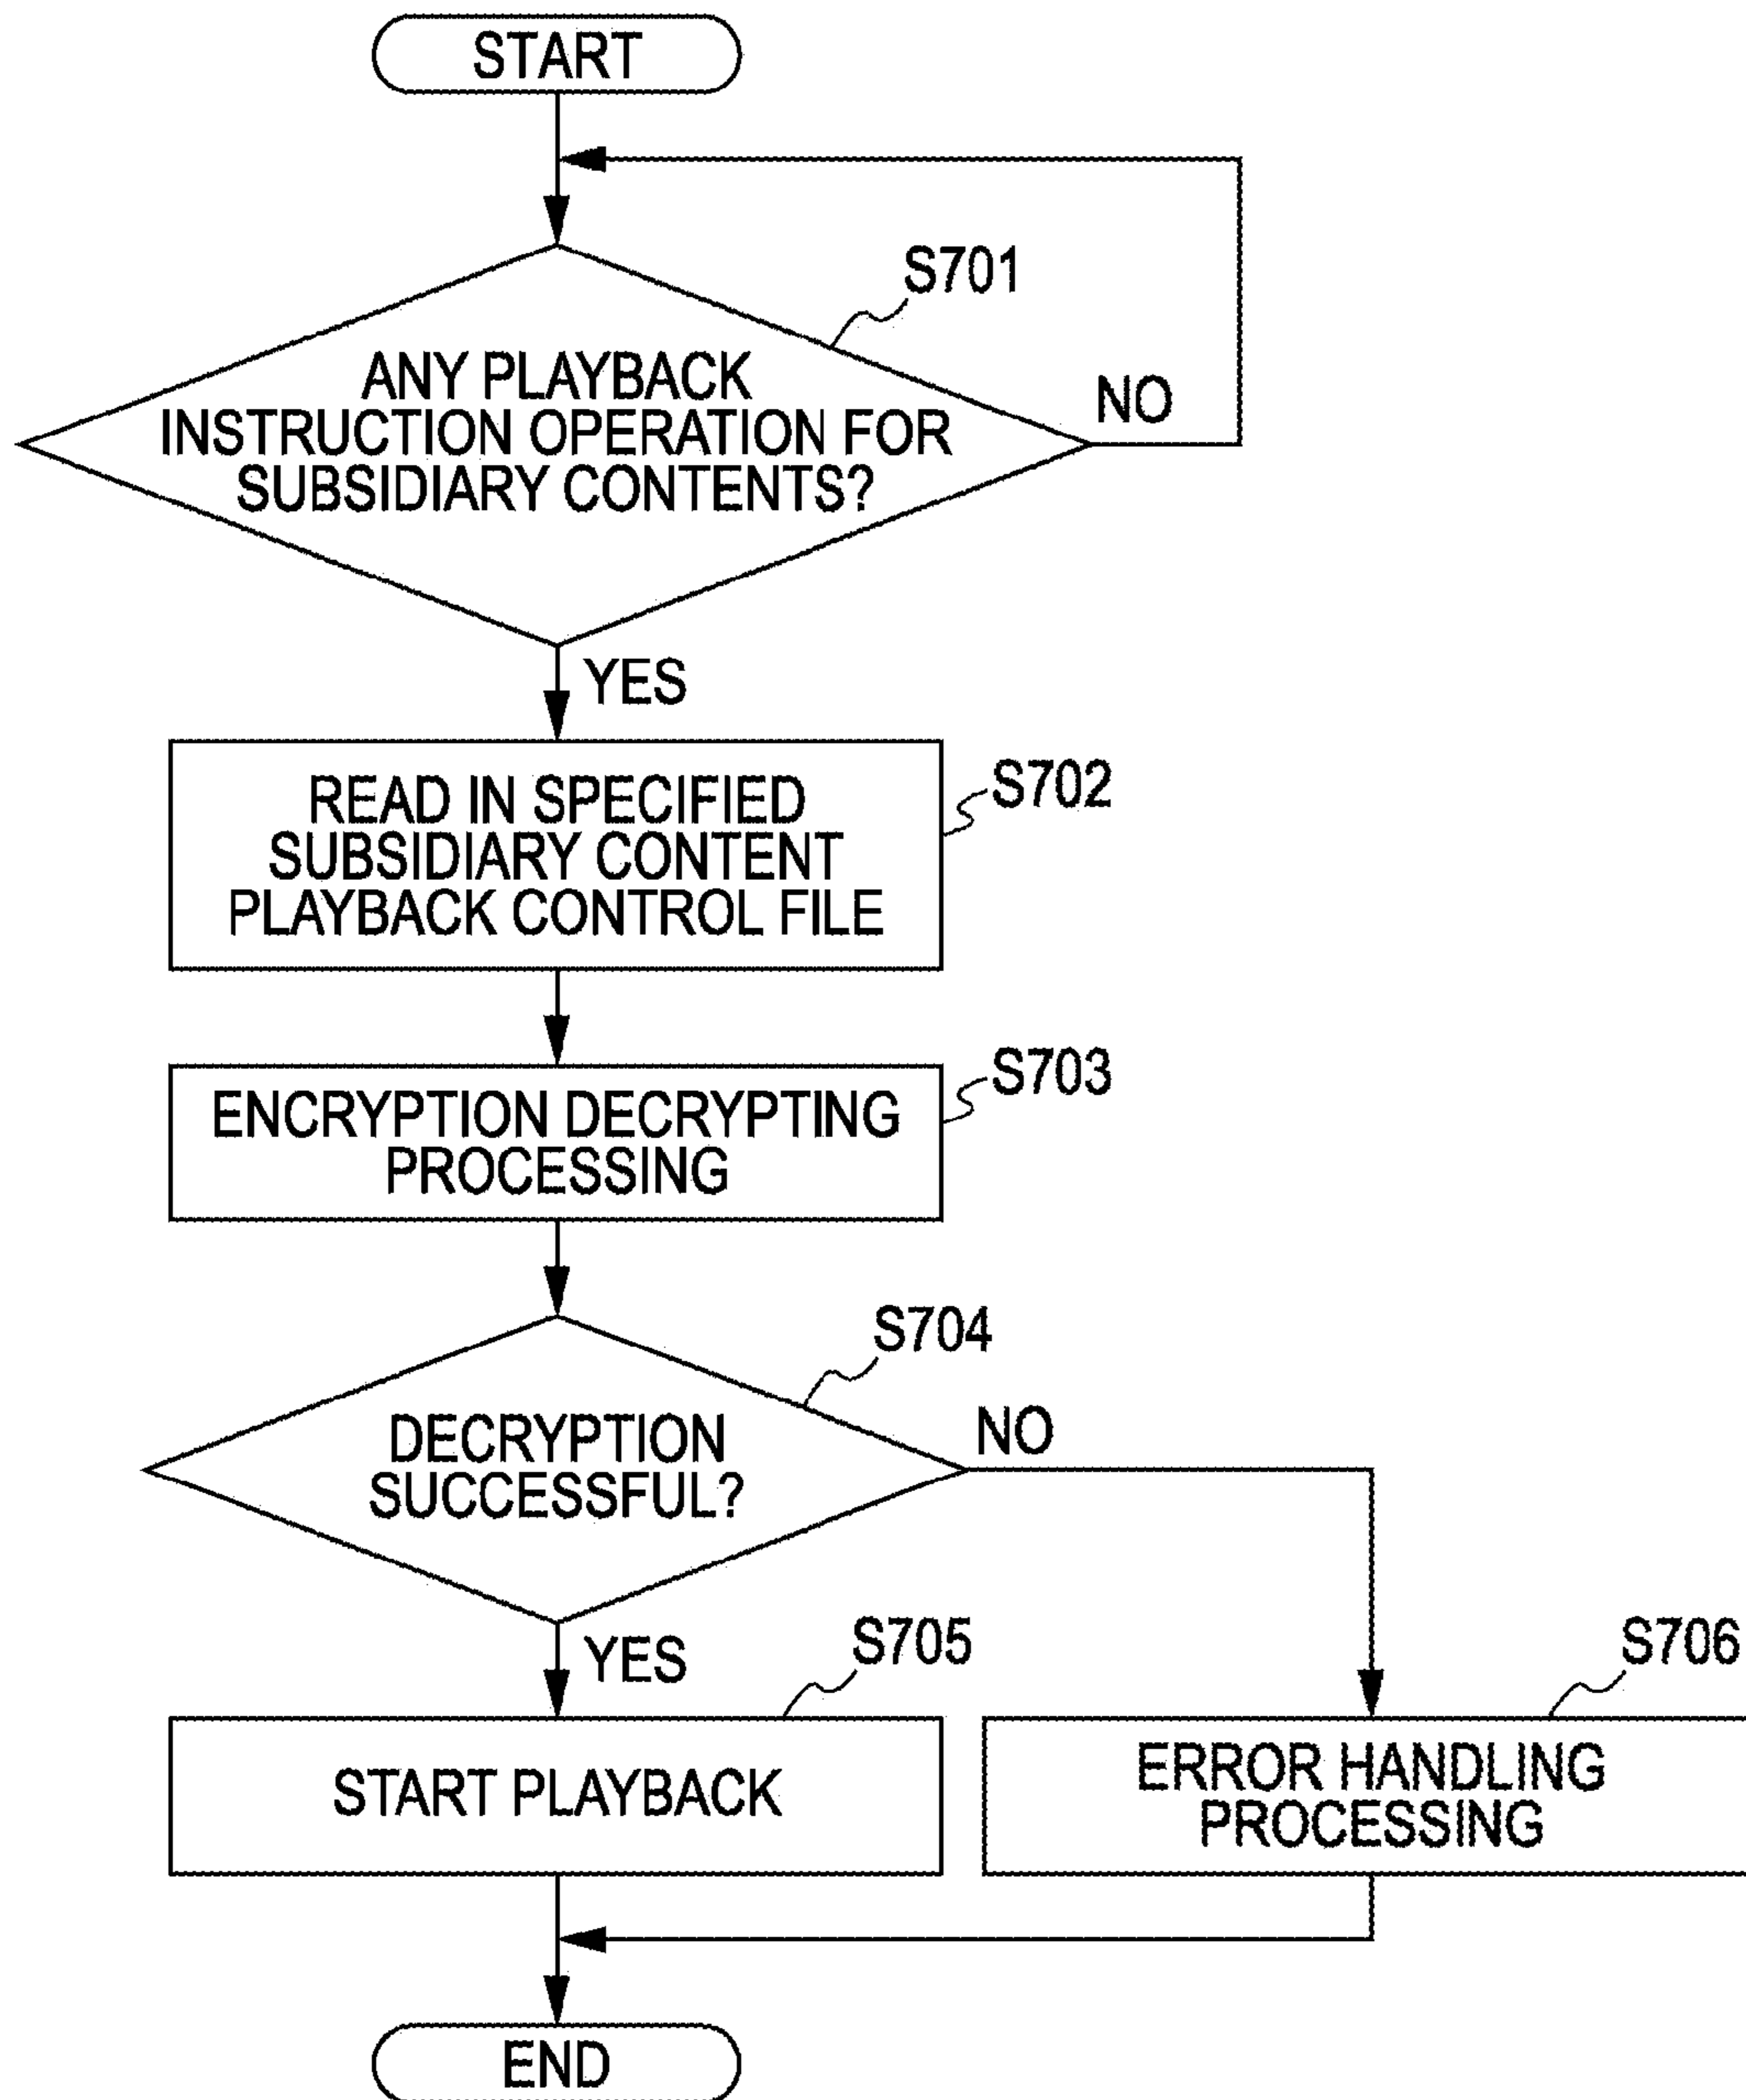 START
S701
ANY PLAYBACK
INSTRUCTION OPERATION FOR
SUBSIDIARY CONTENTS?
NO
YES
READ IN SPECIFIED
SUBSIDIARY CONTENT
PLAYBACK CONTROL FILE
S702
ENCRYPTION DECRYPTING
PROCESSING
S703
S704
DECRYPTION
SUCCESSFUL?
NO
YES
S705
S706
START PLAYBACK
ERROR HANDLING
PROCESSING
END